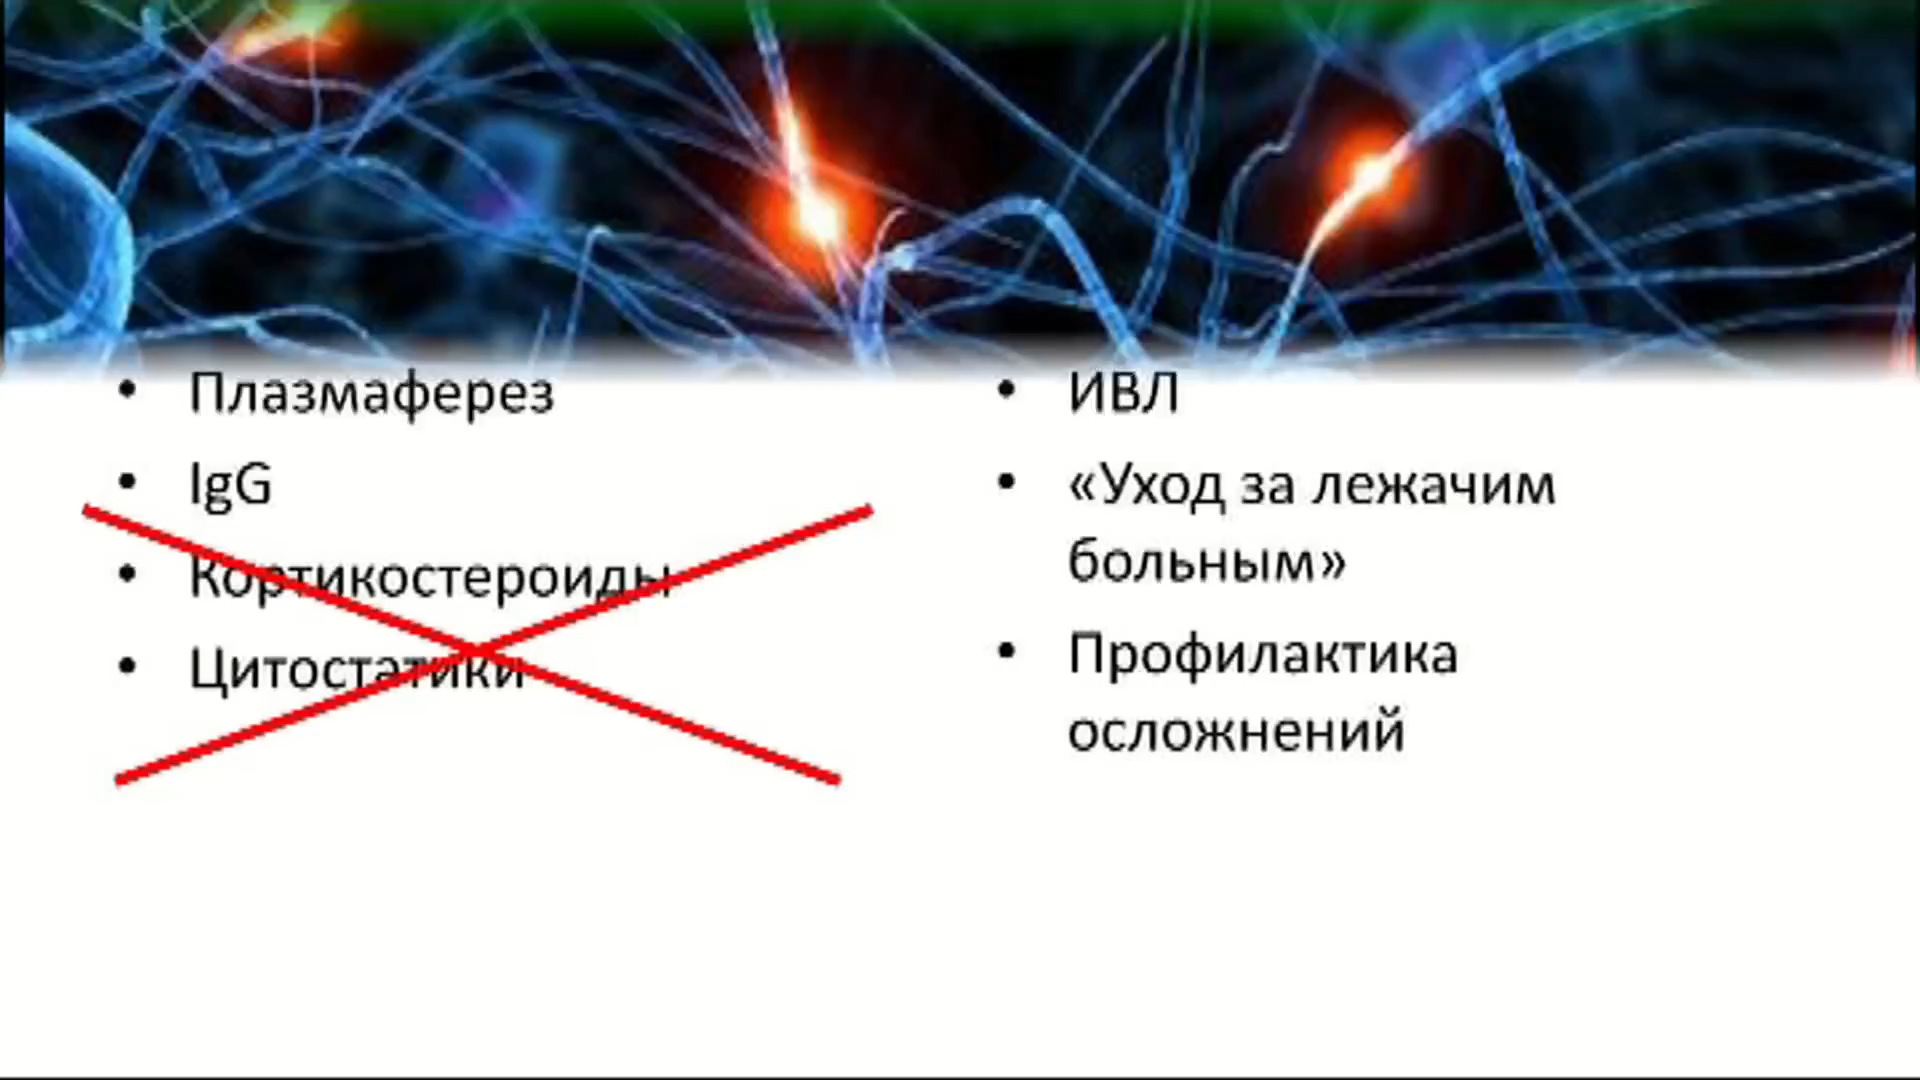 • Плазмаферез
• IgG
• Кортикостероиды
• Цитостатики
• ИВЛ
• «Уход за лежачим
больным»
• Профилактика
осложнений